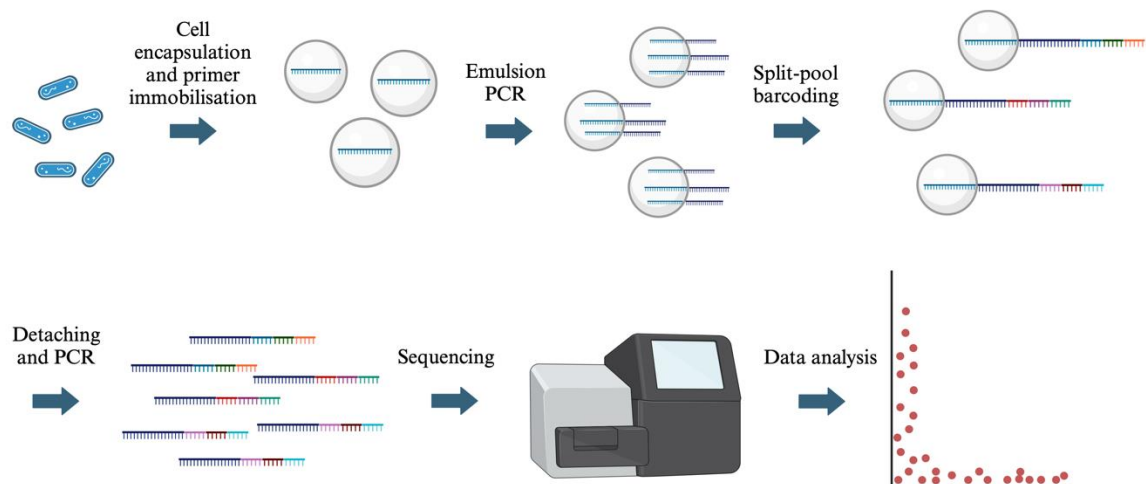 Cell
encapsulation
and primer
immobilisation
Emulsion
PCR
Split-pool
barcoding
Detaching
and PCR
Sequencing
Data analysis